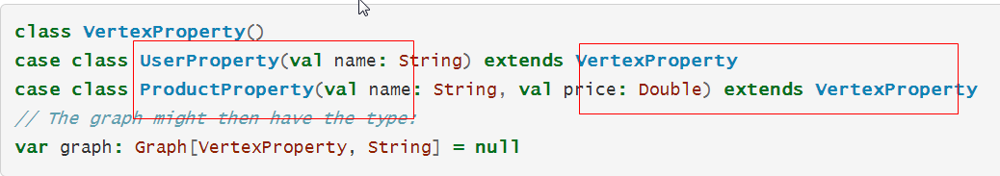 class VertexProperty()
case class UserProperty(val name: String) extends VertexProperty
case class ProductProperty(val name: String, val price: Double) extends VertexProperty
// The graph might then have the type:
var graph: Graph[VertexProperty, String] = null